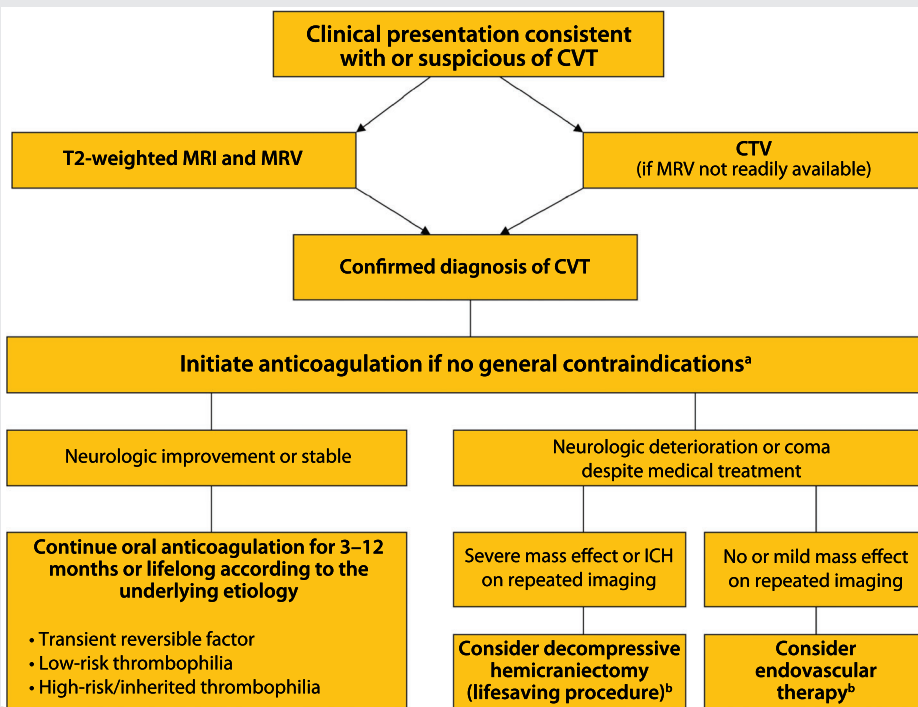 Clinical presentation consistent
with or suspicious of CVT
T2-weighted MRI and MRV
CTV
(if MRV not readily available)
Confirmed diagnosis of CVT
Initiate anticoagulation if no general contraindicationsᵃ
Neurologic improvement or stable
Neurologic deterioration or coma
despite medical treatment
Continue oral anticoagulation for 3–12
months or lifelong according to the
underlying etiology
• Transient reversible factor
• Low-risk thrombophilia
• High-risk/inherited thrombophilia
Severe mass effect or ICH
on repeated imaging
No or mild mass effect
on repeated imaging
Consider decompressive
hemicraniectomy
(lifesaving procedure)ᵇ
Consider
endovascular
therapyᵇ